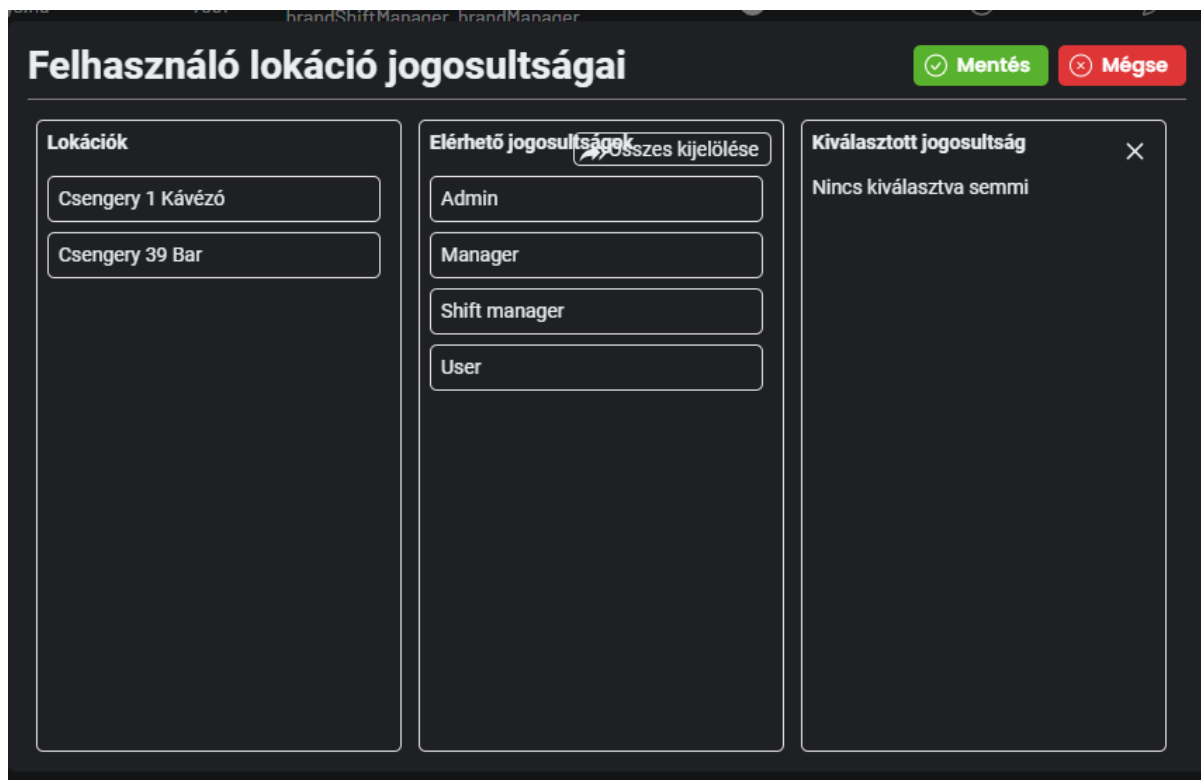 brandShiftManager, brandManager
Felhasználó lokáció jogosultságai
Mentés
Mégse
Lokációk
Csengery 1 Kávézó
Csengery 39 Bar
Elérhető jogosultságok
Összes kijelölése
Admin
Manager
Shift manager
User
Kiválasztott jogosultság
Nincs kiválasztva semmi